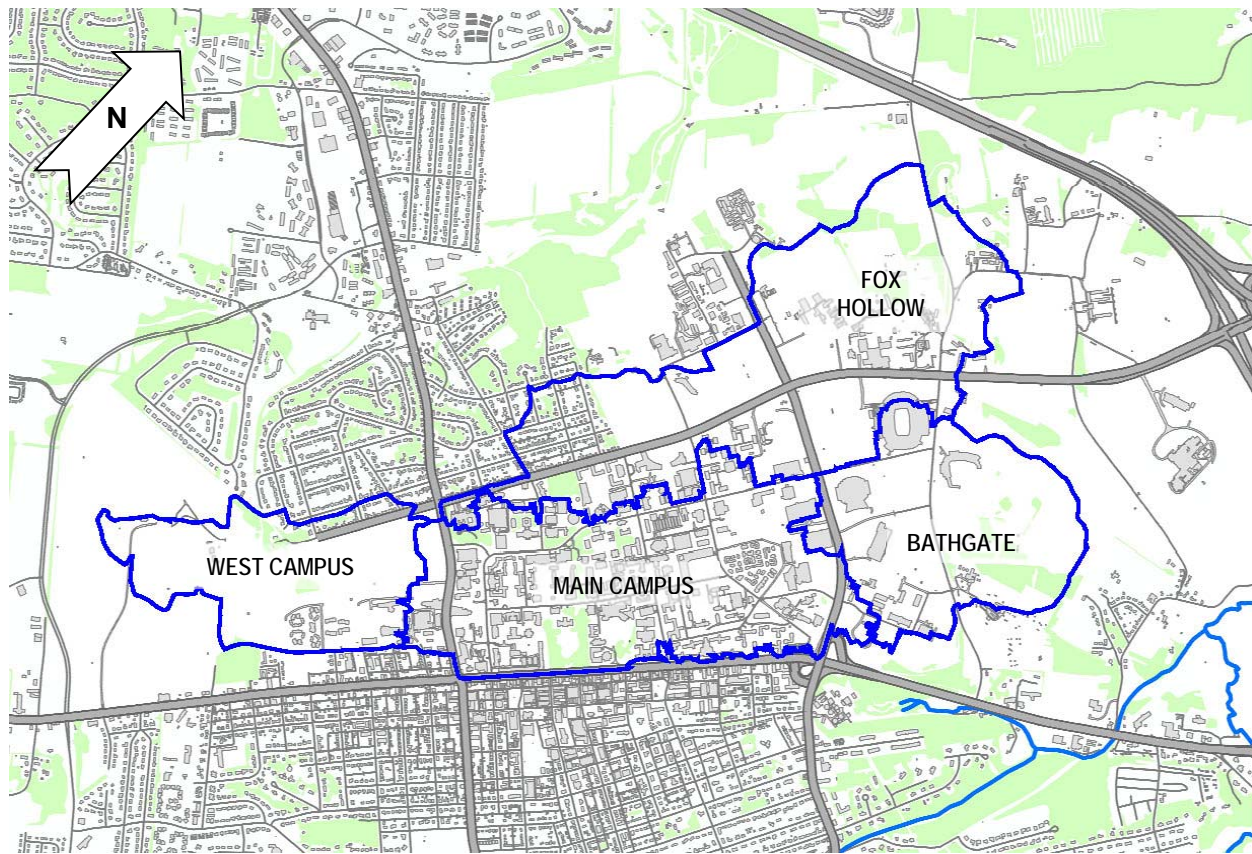 N
FOX
HOLLOW
WEST CAMPUS
MAIN CAMPUS
BATHGATE